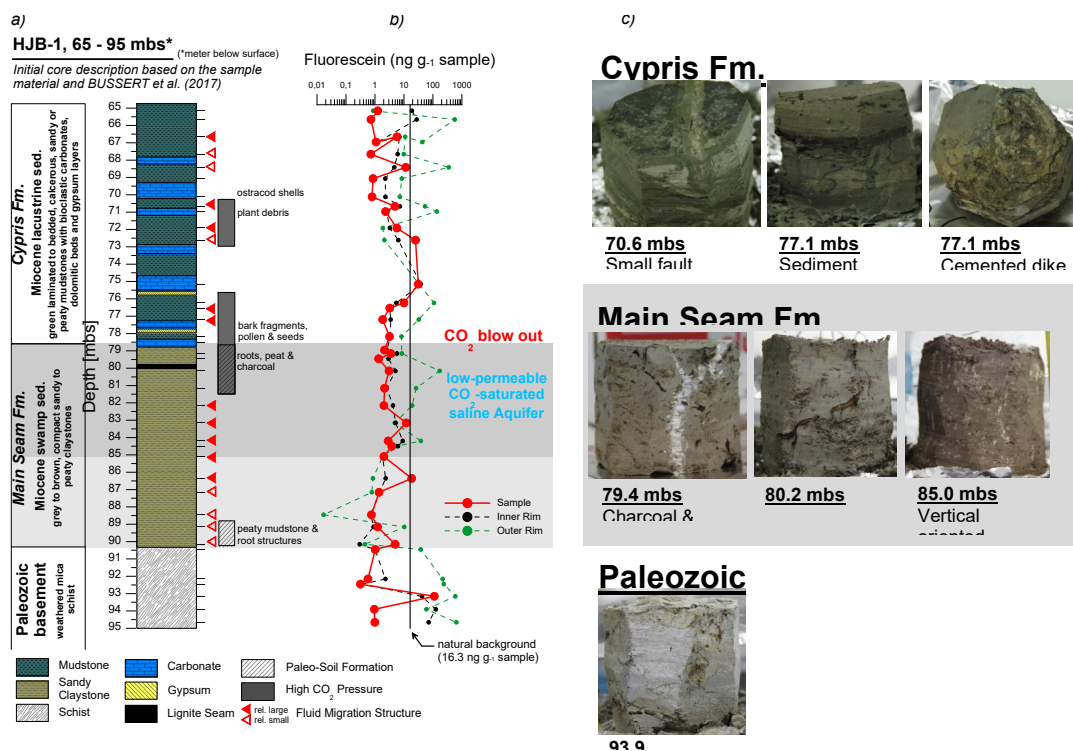 a)
HJB-1, 65 - 95 mbs* (*meter below surface)
Initial core description based on the sample
material and BUSSERT et al. (2017)
Cypris Fm.
Miocene lacustrine sed.
green laminated to bedded, calcerous, sandy or
peaty mudstones with bioclastic carbonates,
dolomitic beds and gypsum layers
Main Seam Fm.
Miocene swamp sed.
grey to brown, compact sandy to
peaty claystones
Paleozoic
basement
weathered mica
schist
Depth [mbs]
65
66
67
68
69
70
71
72
73
74
75
76
77
78
79
80
81
82
83
84
85
86
87
88
89
90
91
92
93
94
95
ostracod shells
plant debris
bark fragments,
pollen & seeds
roots, peat &
charcoal
peaty mudstone &
root structures
b)
Fluorescein (ng g-1 sample)
0,01 0,1 1 10 100 1000
CO2 blow out
low-permeable
CO2-saturated
saline Aquifer
Sample
Inner Rim
Outer Rim
natural background
(16.3 ng g-1 sample)
Mudstone
Sandy
Claystone
Schist
Carbonate
Gypsum
Lignite Seam
Paleo-Soil Formation
High CO2 Pressure
rel. large
rel. small
Fluid Migration Structure
c)
Cypris Fm.
70.6 mbs
Small fault
77.1 mbs
Sediment
77.1 mbs
Cemented dike
Main Seam Fm.
79.4 mbs
Charcoal &
80.2 mbs
85.0 mbs
Vertical
oriented
Paleozoic
93.9